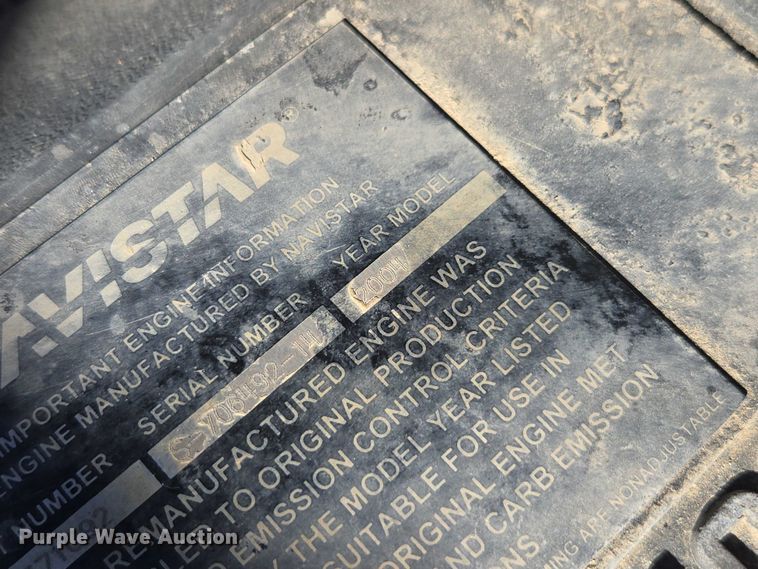 AVISTAR®
IMPORTANT ENGINE INFORMATION
ENGINE MANUFACTURED BY NAVISTAR
NUMBER SERIAL NUMBER YEAR MODEL
2004
REMANUFACTURED ENGINE WAS
TO ORIGINAL PRODUCTION
EMISSION CONTROL CRITERIA
THE MODEL YEAR LISTED
SUITABLE FOR USE IN
ORIGINAL ENGINE MET
AND CARB EMISSION
ARE NONADJUSTABLE
Purple Wave Auction